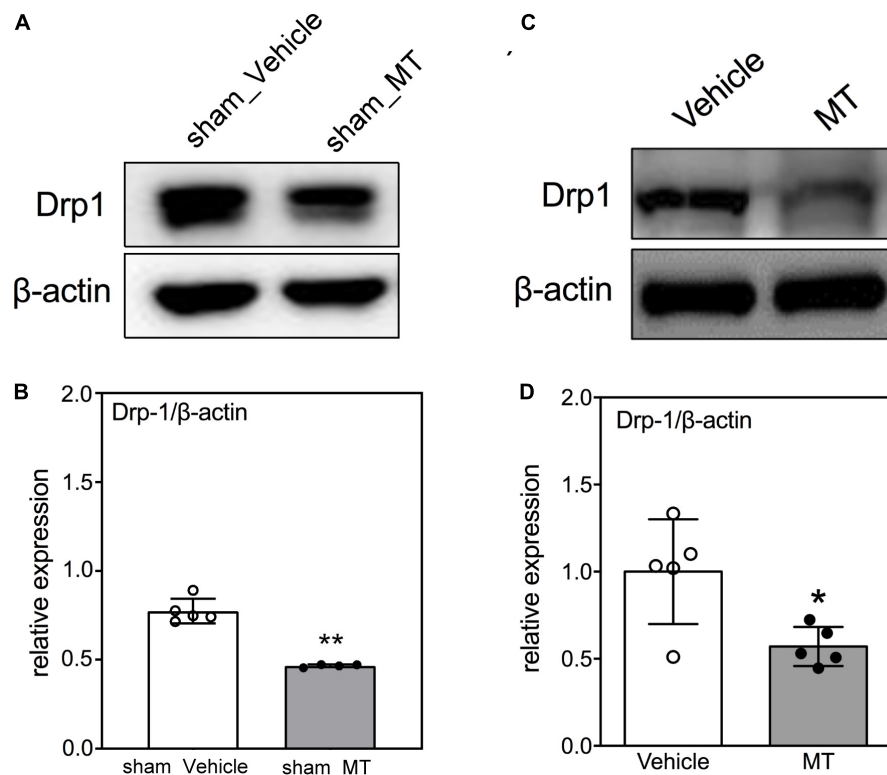 A
sham_Vehicle
sham_MT
Drp1
β-actin
B
Drp-1/β-actin
relative expression
2.0
1.5
1.0
0.5
0.0
**
sham Vehicle
sham MT
C
Vehicle
MT
Drp1
β-actin
D
Drp-1/β-actin
relative expression
2.0
1.5
1.0
0.5
0.0
*
Vehicle
MT